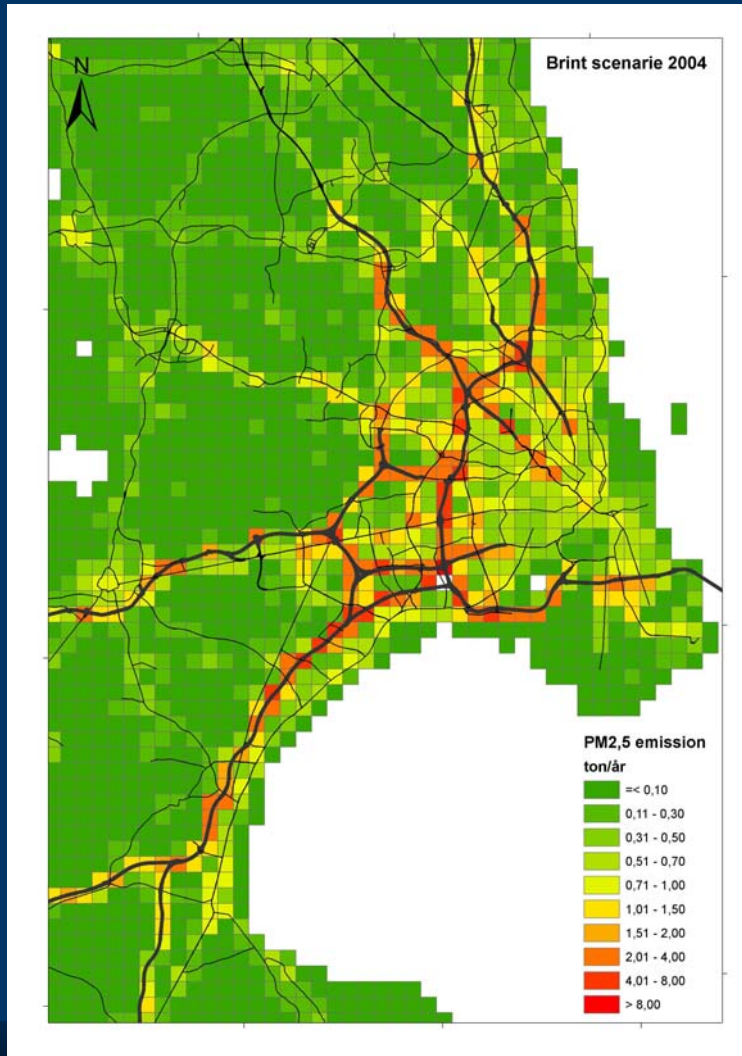 Brint scenarie 2004
N
PM2,5 emission
ton/år
=< 0,10
0,11 - 0,30
0,31 - 0,50
0,51 - 0,70
0,71 - 1,00
1,01 - 1,50
1,51 - 2,00
2,01 - 4,00
4,01 - 8,00
> 8,00